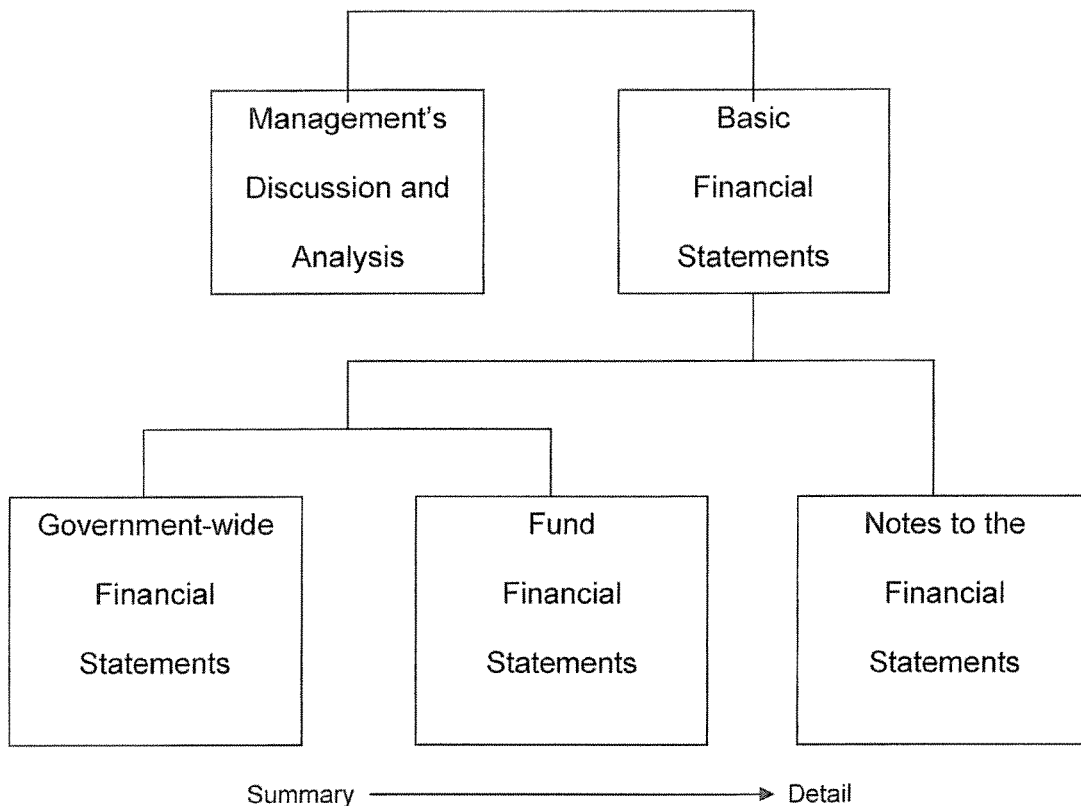 Management's
Discussion and
Analysis
Basic
Financial
Statements
Government-wide
Financial
Statements
Fund
Financial
Statements
Notes to the
Financial
Statements
Summary
Detail